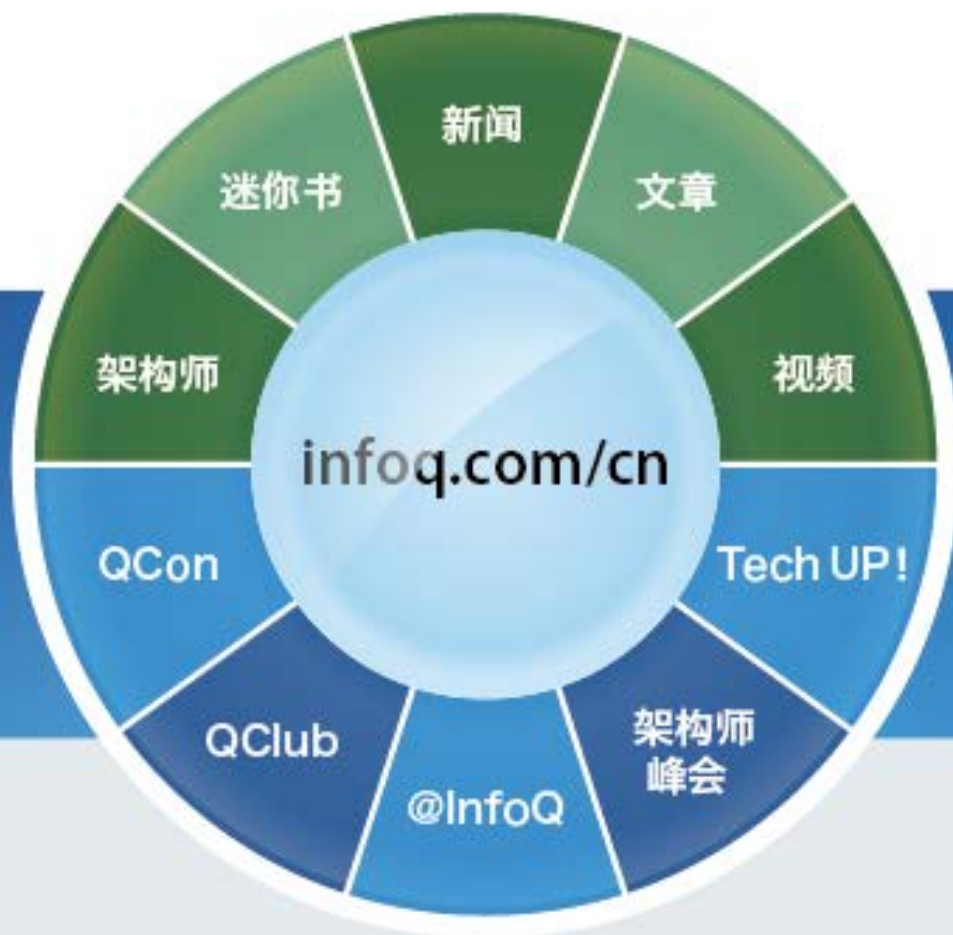 新闻
迷你书
文章
架构师
视频
infoq.com/cn
QCon
Tech UP!
QClub
架构师
峰会
@InfoQ